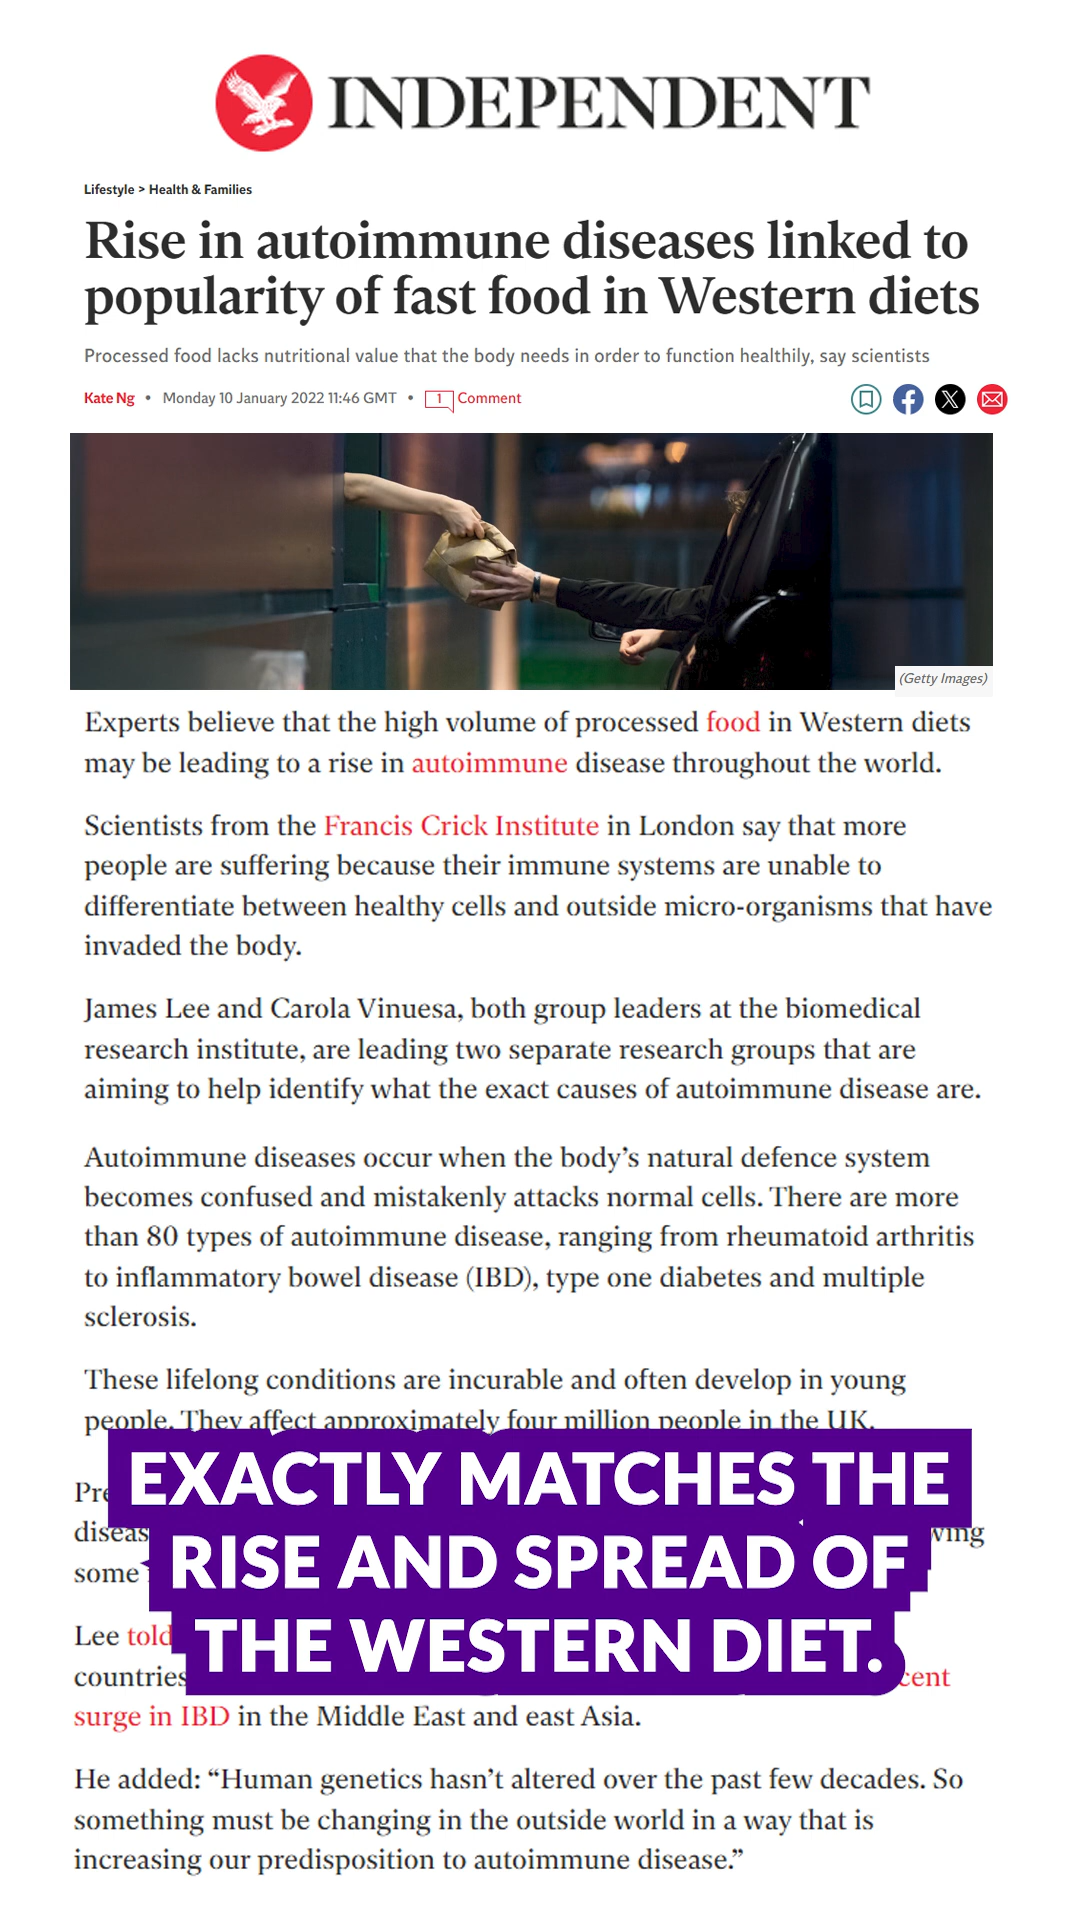 INDEPENDENT
Lifestyle > Health & Families
Rise in autoimmune diseases linked to
popularity of fast food in Western diets
Processed food lacks nutritional value that the body needs in order to function healthily, say scientists
Kate Ng • Monday 10 January 2022 11:46 GMT • 1 Comment
(Getty Images)
Experts believe that the high volume of processed food in Western diets
may be leading to a rise in autoimmune disease throughout the world.
Scientists from the Francis Crick Institute in London say that more
people are suffering because their immune systems are unable to
differentiate between healthy cells and outside micro-organisms that have
invaded the body.
James Lee and Carola Vinuesa, both group leaders at the biomedical
research institute, are leading two separate research groups that are
aiming to help identify what the exact causes of autoimmune disease are.
Autoimmune diseases occur when the body's natural defence system
becomes confused and mistakenly attacks normal cells. There are more
than 80 types of autoimmune disease, ranging from rheumatoid arthritis
to inflammatory bowel disease (IBD), type one diabetes and multiple
sclerosis.
These lifelong conditions are incurable and often develop in young
people. They affect approximately four million people in the UK.
EXACTLY MATCHES THE
RISE AND SPREAD OF
THE WESTERN DIET.
some
Lee told
countries
surge in IBD in the Middle East and east Asia.
He added: “Human genetics hasn't altered over the past few decades. So
something must be changing in the outside world in a way that is
increasing our predisposition to autoimmune disease.”